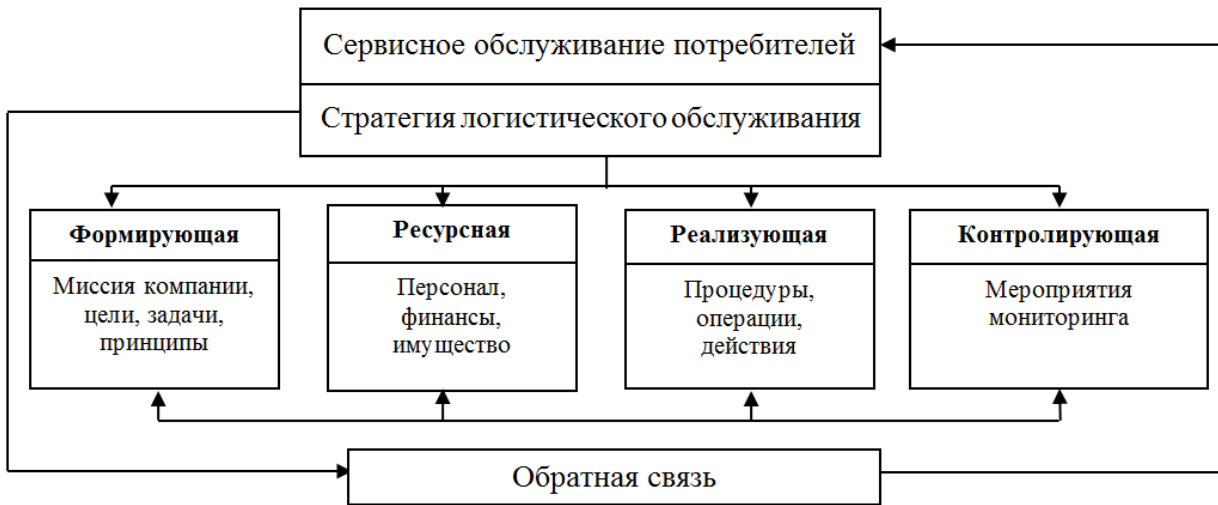 Сервисное обслуживание потребителей
Стратегия логистического обслуживания
Формирующая
Миссия компании,
цели, задачи,
принципы
Ресурсная
Персонал,
финансы,
имущество
Реализующая
Процедуры,
операции,
действия
Контролирующая
Мероприятия
мониторинга
Обратная связь